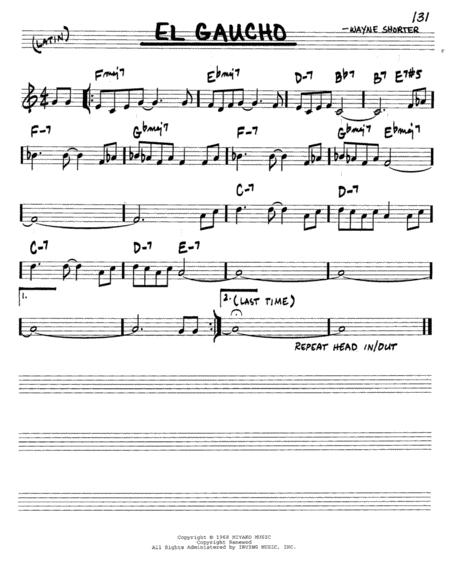 131
(LATIN) EL GAUCHO -WAYNE SHORTER
Fmaj7 Ebmaj7 D-7 Bb7 B7 E7#5
F-7 Gbmaj7 F-7 Gbmaj7 Ebmaj7
C-7 D-7
C-7 D-7 E-7
1. 2. (LAST TIME)
REPEAT HEAD IN/OUT
Copyright © 1968 MIYAKO MUSIC
Copyright Renewed
All Rights Administered by IRVING MUSIC, INC.